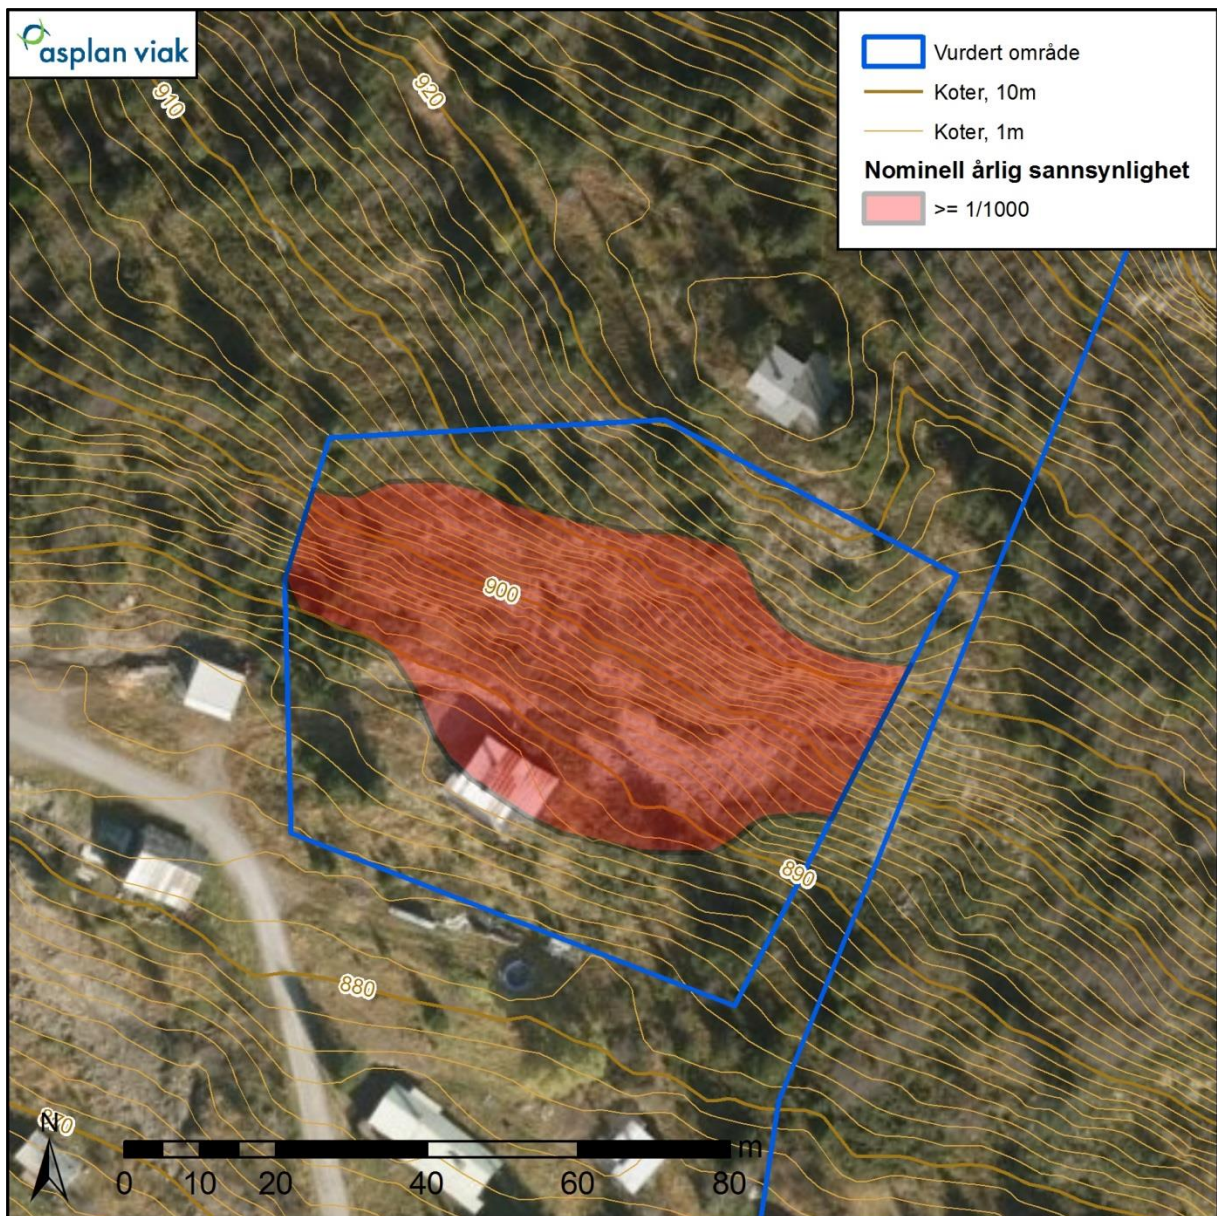 asplan viak
Vurdert område
Koter, 10m
Koter, 1m
Nominell årlig sannsynlighet
>= 1/1000
910
920
900
890
880
870
N
m
0 10 20 40 60 80